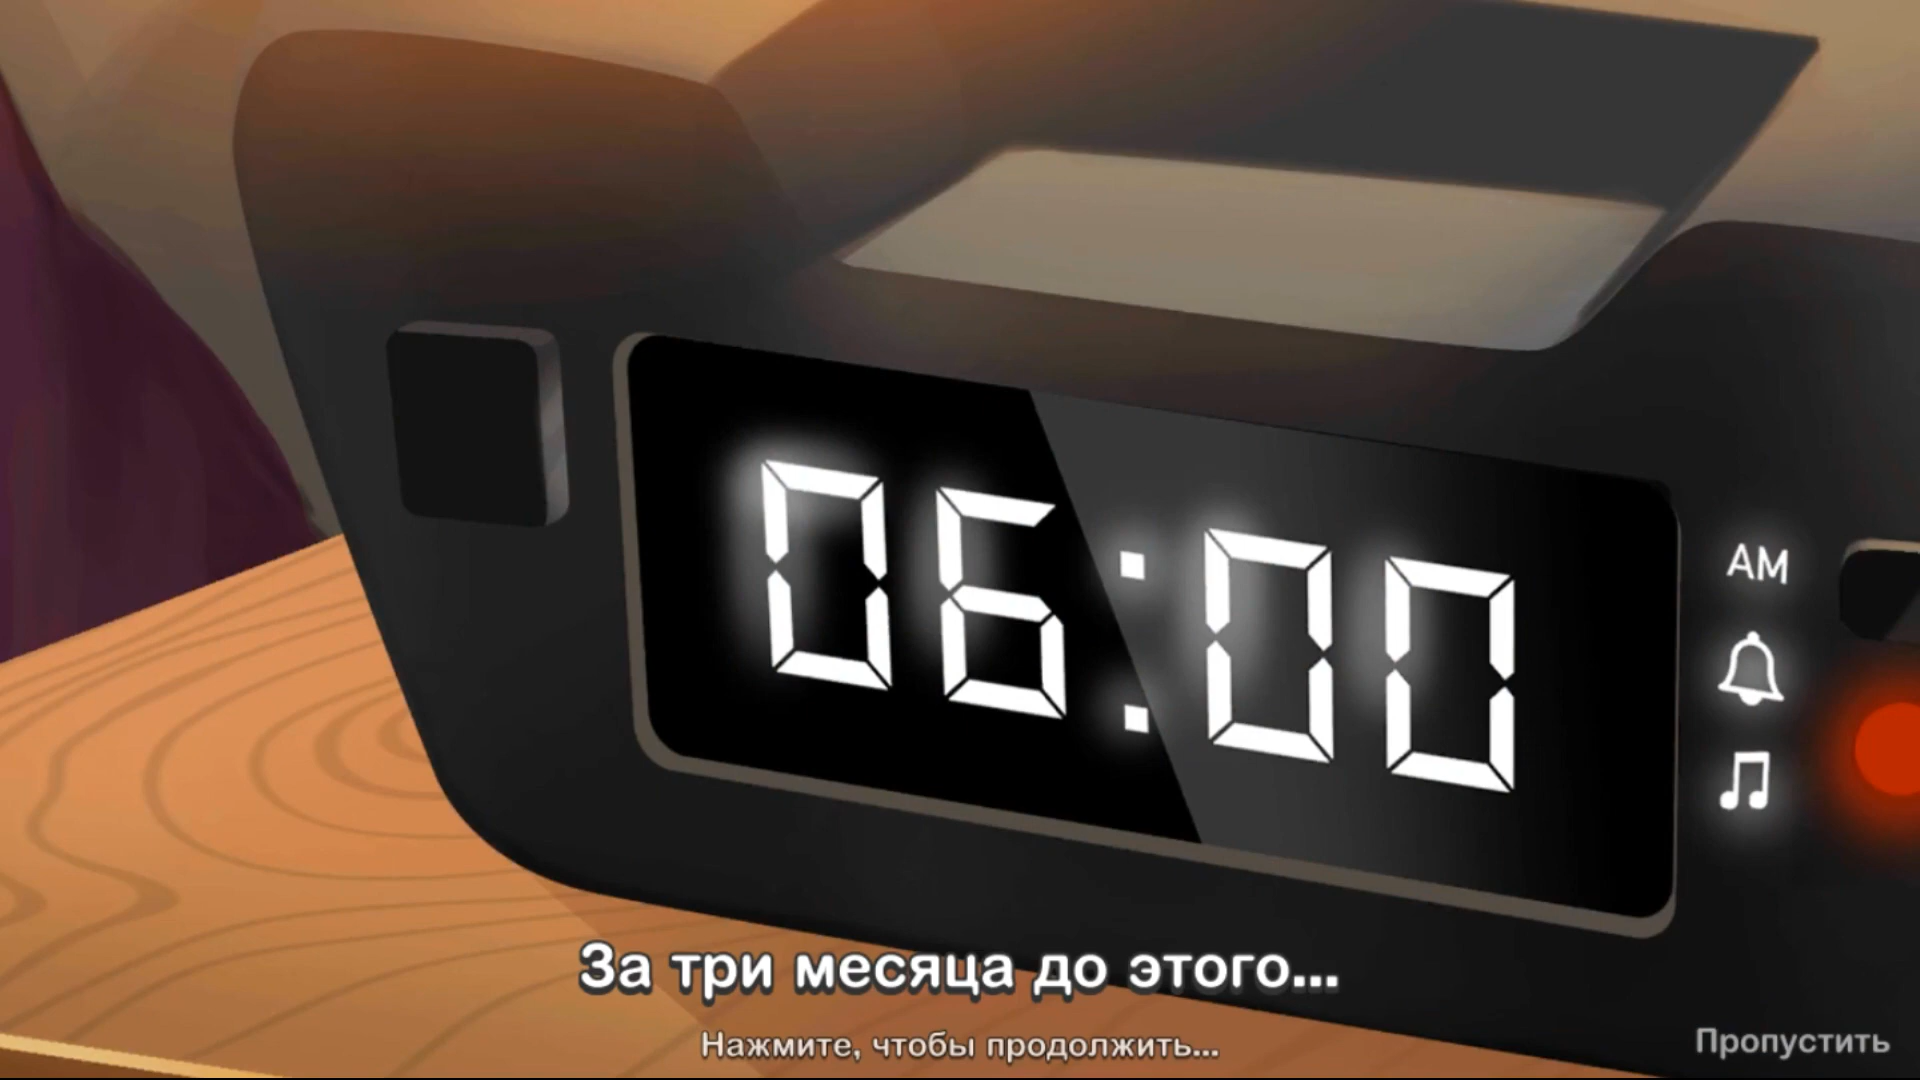 06:00
AM
За три месяца до этого...
Нажмите, чтобы продолжить...
Пропустить